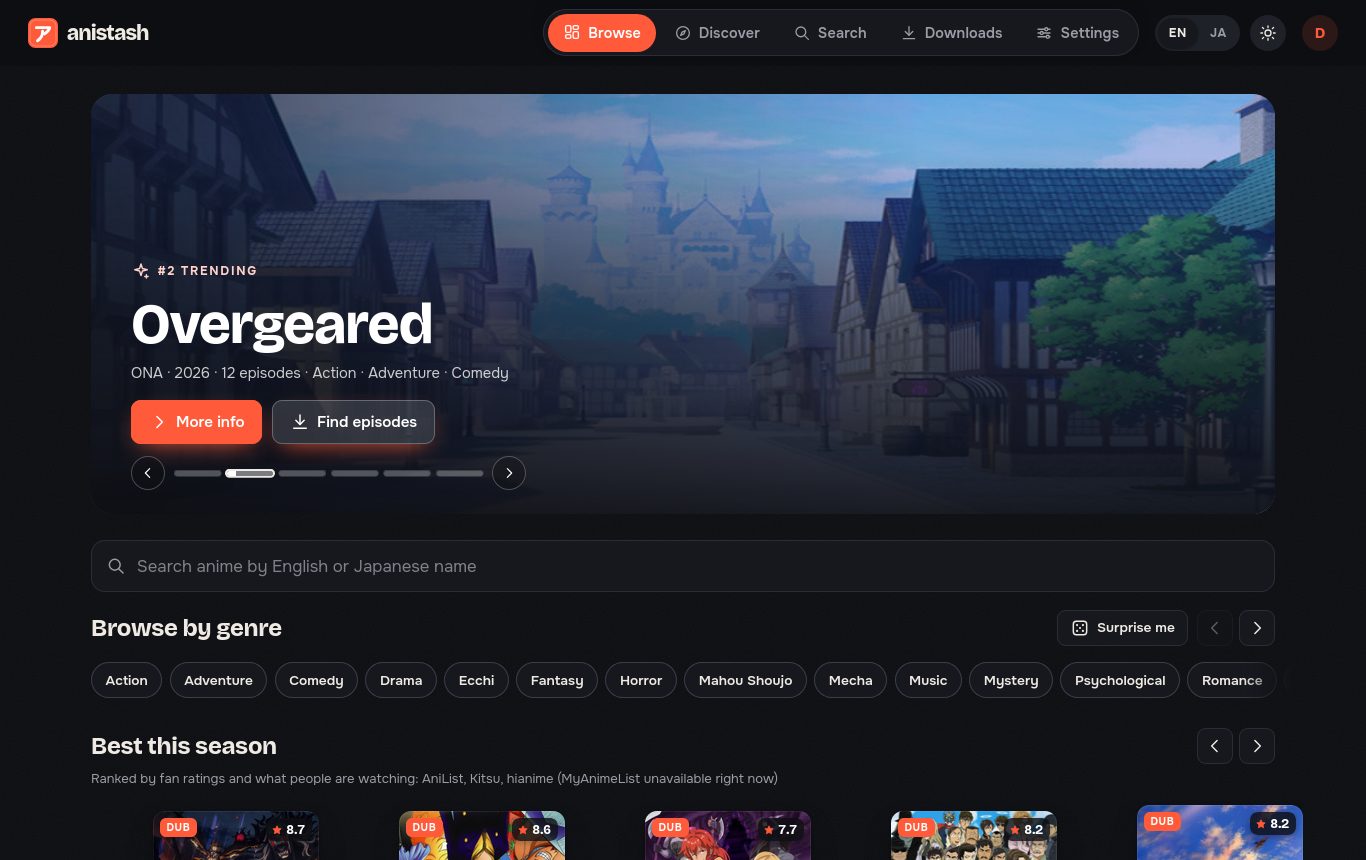 anistash
Browse
Discover
Search
Downloads
Settings
EN
JA
D
#2 TRENDING
Overgeared
ONA · 2026 · 12 episodes · Action · Adventure · Comedy
More info
Find episodes
Search anime by English or Japanese name
Browse by genre
Surprise me
Action
Adventure
Comedy
Drama
Ecchi
Fantasy
Horror
Mahou Shoujo
Mecha
Music
Mystery
Psychological
Romance
Best this season
Ranked by fan ratings and what people are watching: AniList, Kitsu, hianime (MyAnimeList unavailable right now)
DUB
8.7
DUB
8.6
DUB
7.7
DUB
8.2
DUB
8.2